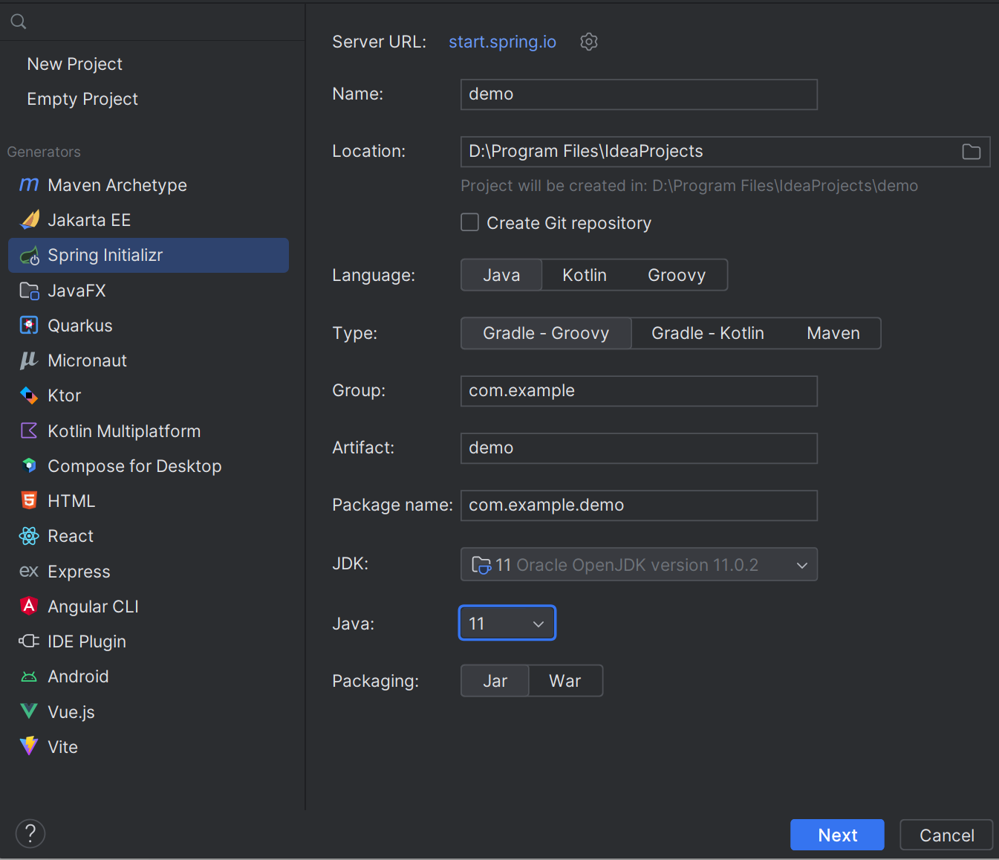 New Project
Empty Project
Generators
Maven Archetype
Jakarta EE
Spring Initializr
JavaFX
Quarkus
Micronaut
Ktor
Kotlin Multiplatform
Compose for Desktop
HTML
React
ex Express
Angular CLI
IDE Plugin
Android
Vue.js
Vite
Server URL: start.spring.io
Name: demo
Location: D:\Program Files\IdeaProjects
Project will be created in: D:\Program Files\IdeaProjects\demo
Create Git repository
Language: Java Kotlin Groovy
Type: Gradle - Groovy Gradle - Kotlin Maven
Group: com.example
Artifact: demo
Package name: com.example.demo
JDK: 11 Oracle OpenJDK version 11.0.2
Java: 11
Packaging: Jar War
? Next Cancel